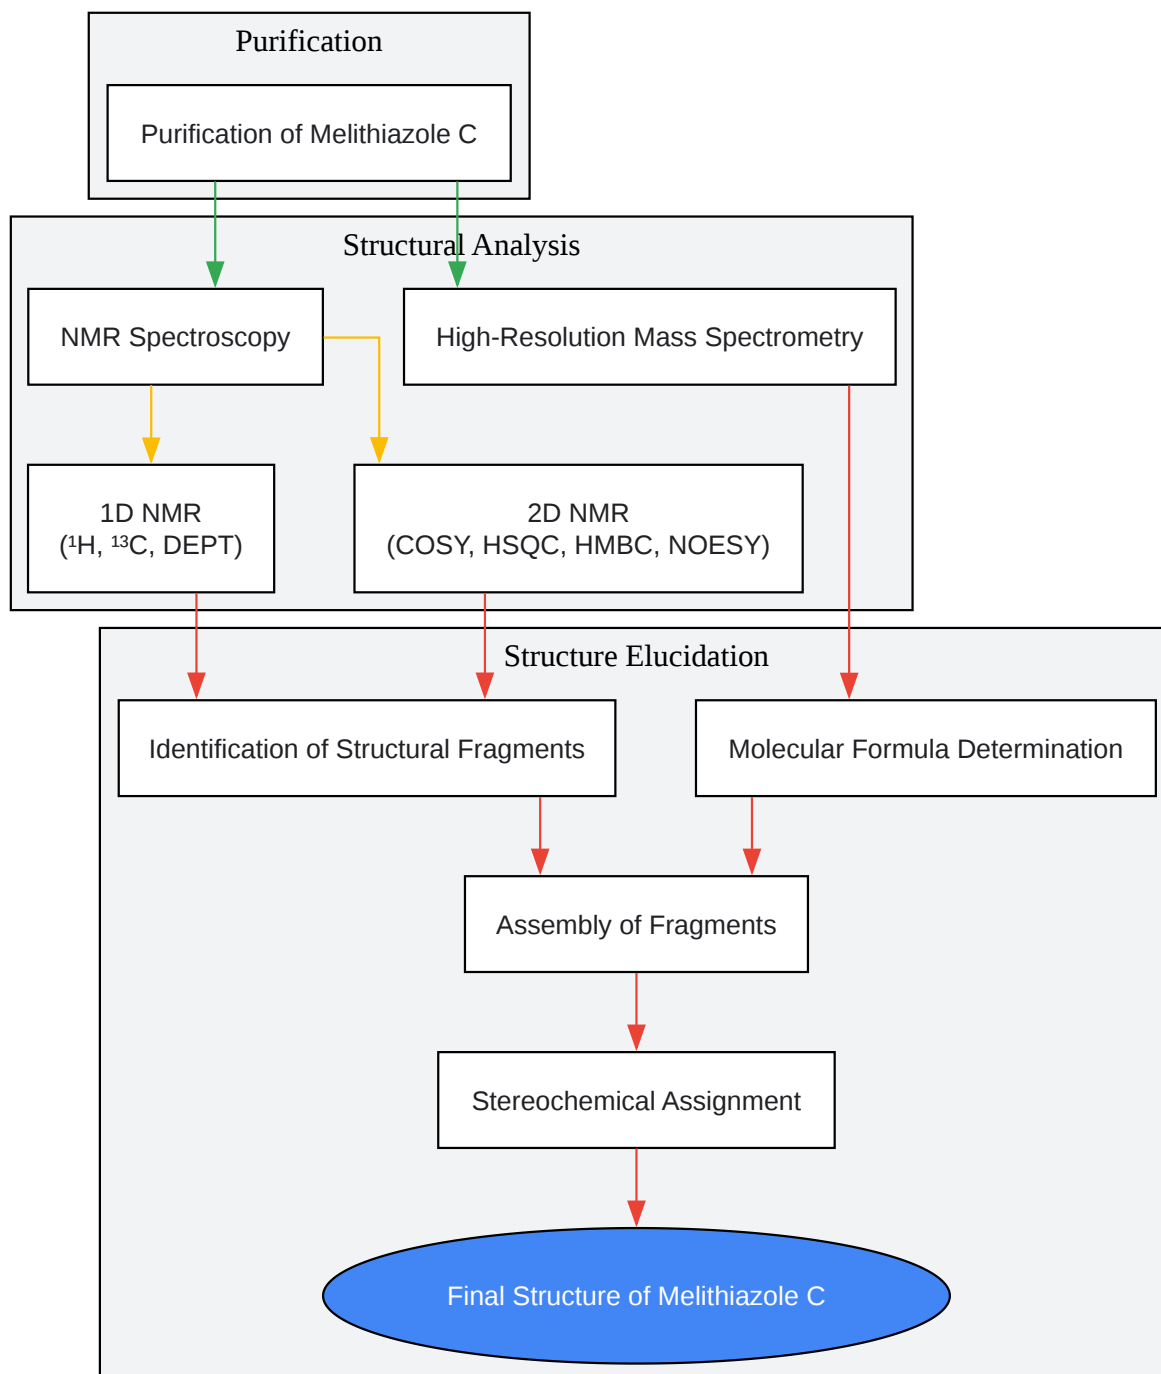 Purification
Purification of Melithiazole C
Structural Analysis
NMR Spectroscopy
High-Resolution Mass Spectrometry
1D NMR
(¹H, ¹³C, DEPT)
2D NMR
(COSY, HSQC, HMBC, NOESY)
Structure Elucidation
Identification of Structural Fragments
Molecular Formula Determination
Assembly of Fragments
Stereochemical Assignment
Final Structure of Melithiazole C